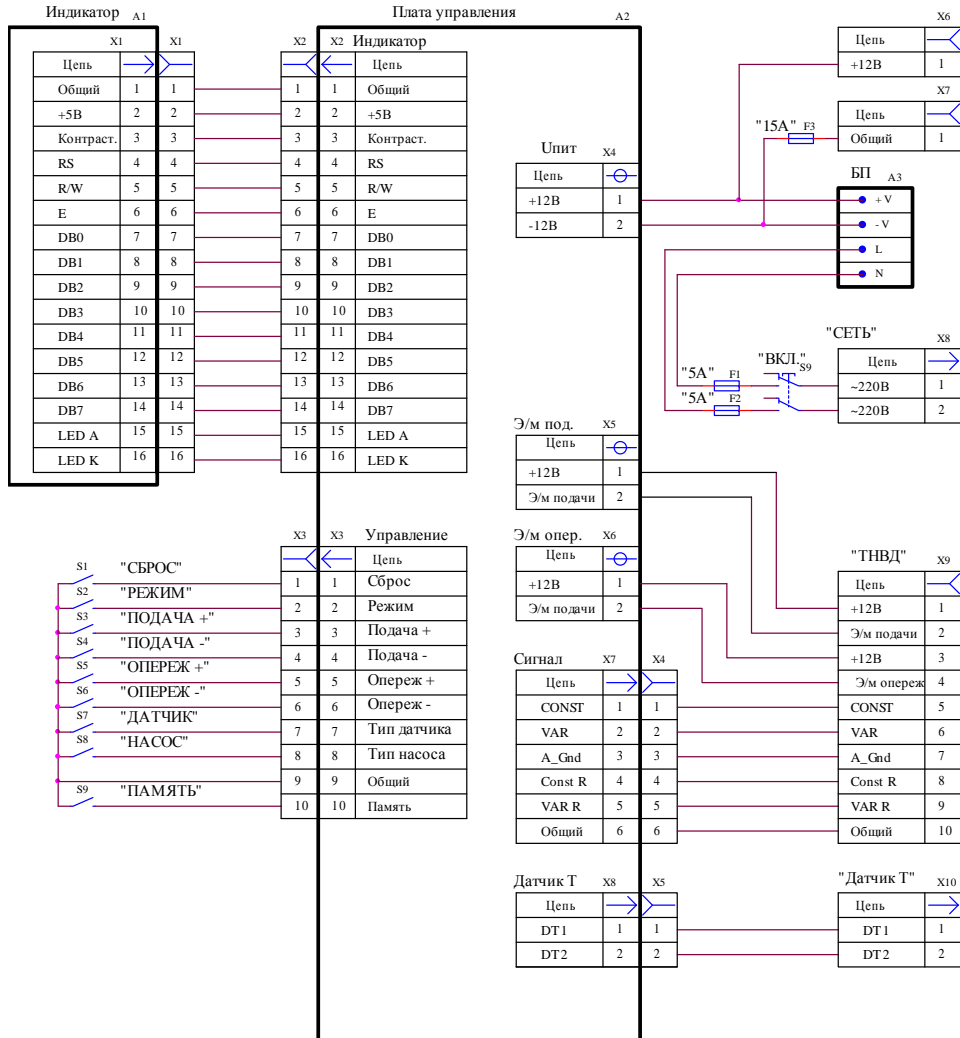 Индикатор A1
X1 X1
Цепь
Общий 1 1
+5В 2 2
Контраст. 3 3
RS 4 4
R/W 5 5
E 6 6
DB0 7 7
DB1 8 8
DB2 9 9
DB3 10 10
DB4 11 11
DB5 12 12
DB6 13 13
DB7 14 14
LED A 15 15
LED K 16 16
Плата управления A2
X2 X2 Индикатор
Цепь
1 1 Общий
2 2 +5В
3 3 Контраст.
4 4 RS
5 5 R/W
6 6 E
7 7 DB0
8 8 DB1
9 9 DB2
10 10 DB3
11 11 DB4
12 12 DB5
13 13 DB6
14 14 DB7
15 15 LED A
16 16 LED K
X3 X3 Управление
Цепь
S1 "СБРОС" 1 1 Сброс
S2 "РЕЖИМ" 2 2 Режим
S3 "ПОДАЧА +" 3 3 Подача +
S4 "ПОДАЧА -" 4 4 Подача -
S5 "ОПЕРЕЖ +" 5 5 Опереж +
S6 "ОПЕРЕЖ -" 6 6 Опереж -
S7 "ДАТЧИК" 7 7 Тип датчика
S8 "НАСОС" 8 8 Тип насоса
9 9 Общий
S9 "ПАМЯТЬ" 10 10 Память
Uпит X4
Цепь
+12В 1
-12В 2
Э/м под. X5
Цепь
+12В 1
Э/м подачи 2
Э/м опер. X6
Цепь
+12В 1
Э/м подачи 2
Сигнал X7 X4
Цепь
CONST 1 1
VAR 2 2
A_Gnd 3 3
Const R 4 4
VAR R 5 5
Общий 6 6
Датчик Т X8 X5
Цепь
DT1 1 1
DT2 2 2
X6
Цепь
+12В 1
X7
Цепь
"15А" F3 Общий 1
БП A3
+ V
- V
L
N
"СЕТЬ" X8
Цепь
"ВКЛ." S9
"5А" F1 ~220В 1
"5А" F2 ~220В 2
"ТНВД" X9
Цепь
+12В 1
Э/м подачи 2
+12В 3
Э/м опереж 4
CONST 5
VAR 6
A_Gnd 7
Const R 8
VAR R 9
Общий 10
"Датчик Т" X10
Цепь
DT1 1
DT2 2